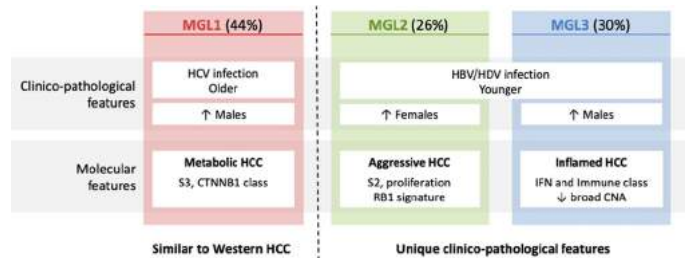 MGL1 (44%)
MGL2 (26%)
MGL3 (30%)
Clinico-pathological
features
HCV infection
Older
HBV/HDV infection
Younger
↑ Males
↑ Females
↑ Males
Molecular
features
Metabolic HCC
S3, CTNNB1 class
Aggressive HCC
S2, proliferation
RB1 signature
Inflamed HCC
IFN and Immune class
↓ broad CNA
Similar to Western HCC
Unique clinico-pathological features